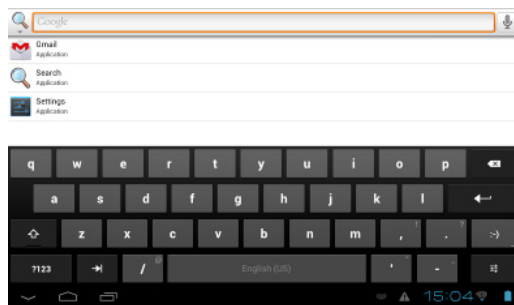 Google
Gmail
Application
Search
Application
Settings
Application
q w e r t y u i o p
a s d f g h j k l
z x c v b n m , ! . ? :-)
?123 / @ English (US) ' " - _
15:04